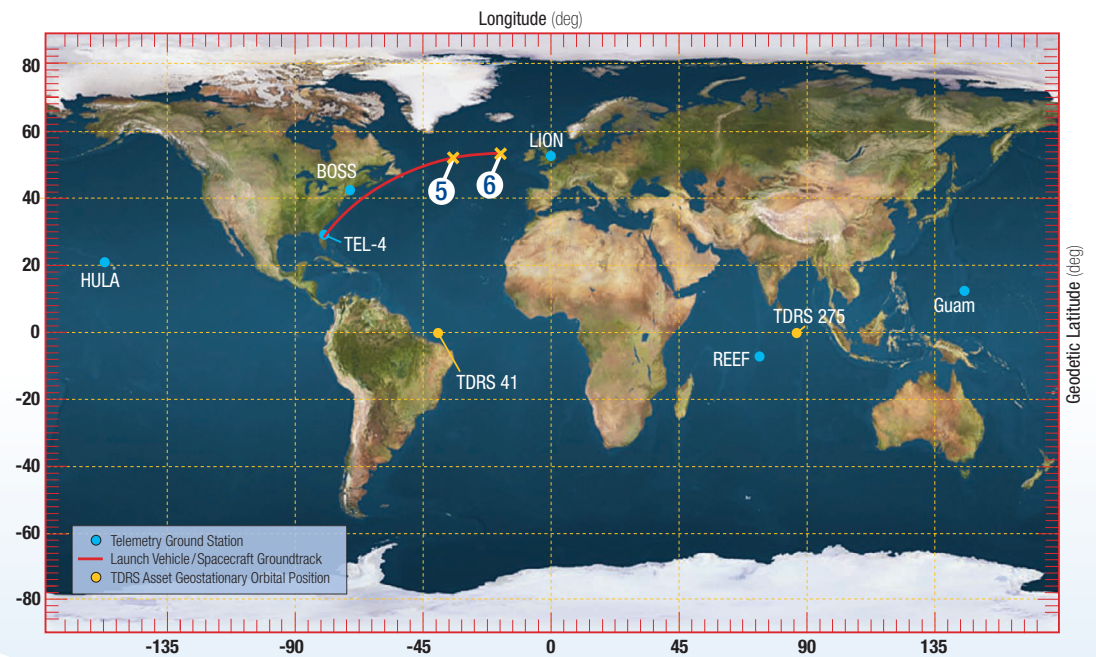 Longitude (deg)
80
60
40
20
0
-20
-40
-60
-80
LION
BOSS
5
6
TEL-4
HULA
Guam
TDRS 275
REEF
TDRS 41
Geodetic Latitude (deg)
Telemetry Ground Station
Launch Vehicle/Spacecraft Groundtrack
TDRS Asset Geostationary Orbital Position
-135
-90
-45
0
45
90
135